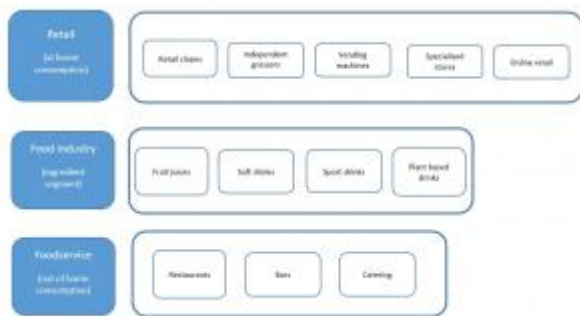 Retail
(at home
consumption)
Retail chains
Independent
grocers
Vending
machines
Specialised
stores
Online retail
Food industry
(ingredient
segment)
Fruit juices
Soft drinks
Sport drinks
Plant based
drinks
Foodservice
(out of home
consumption)
Restaurants
Bars
Catering